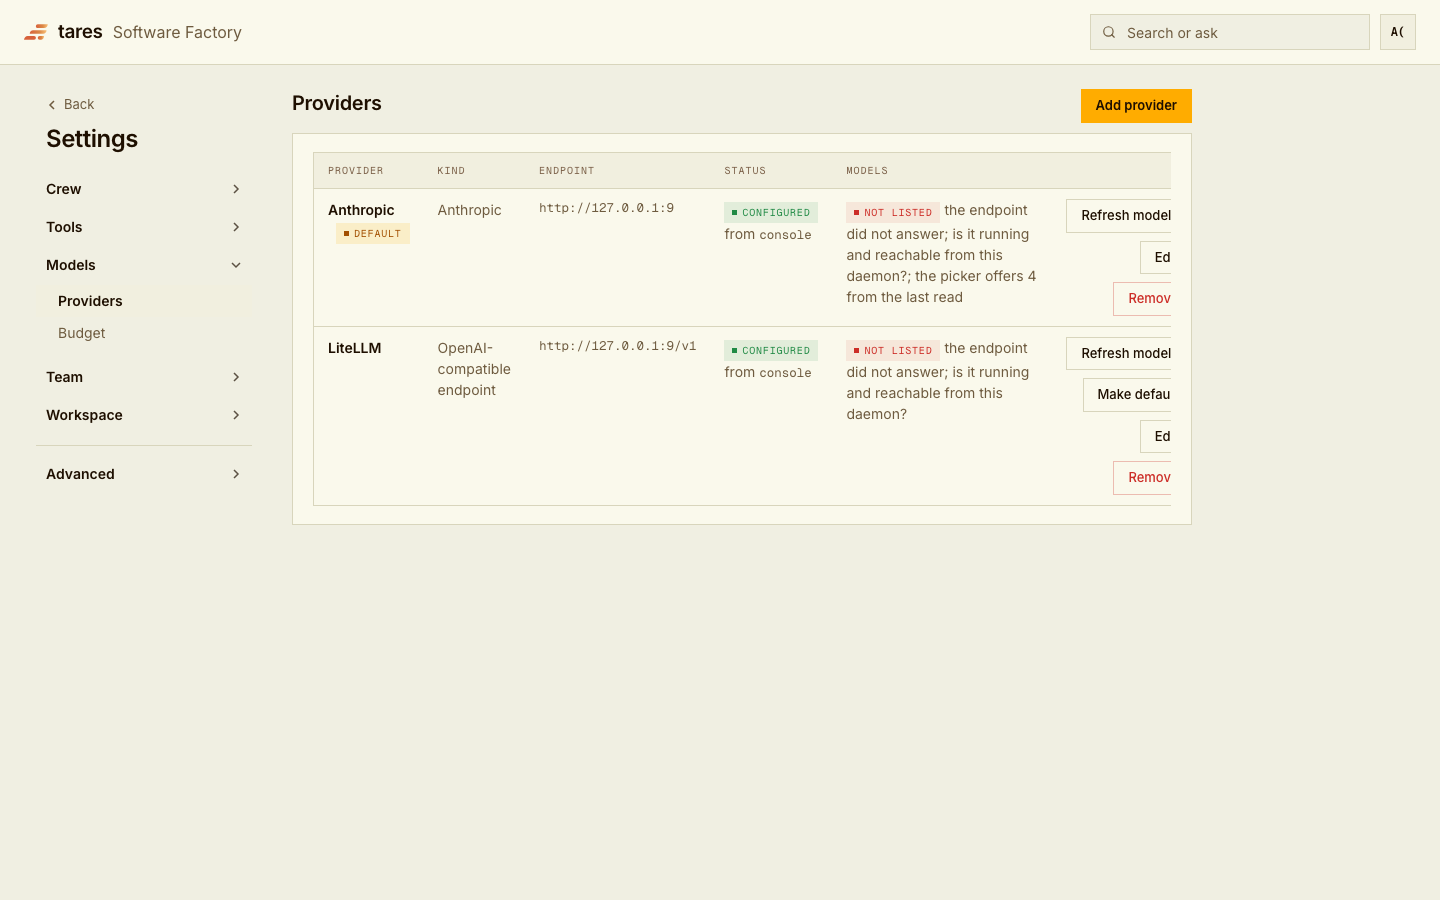 tares Software Factory
Search or ask
A(
Back
Settings
Crew
Tools
Models
Providers
Budget
Team
Workspace
Advanced
Providers
Add provider
PROVIDER KIND ENDPOINT STATUS MODELS
Anthropic
DEFAULT
Anthropic
http://127.0.0.1:9
CONFIGURED
from console
NOT LISTED the endpoint
did not answer; is it running
and reachable from this
daemon?; the picker offers 4
from the last read
Refresh model
Ed
Remov
LiteLLM
OpenAI-
compatible
endpoint
http://127.0.0.1:9/v1
CONFIGURED
from console
NOT LISTED the endpoint
did not answer; is it running
and reachable from this
daemon?
Refresh model
Make defau
Ed
Remov